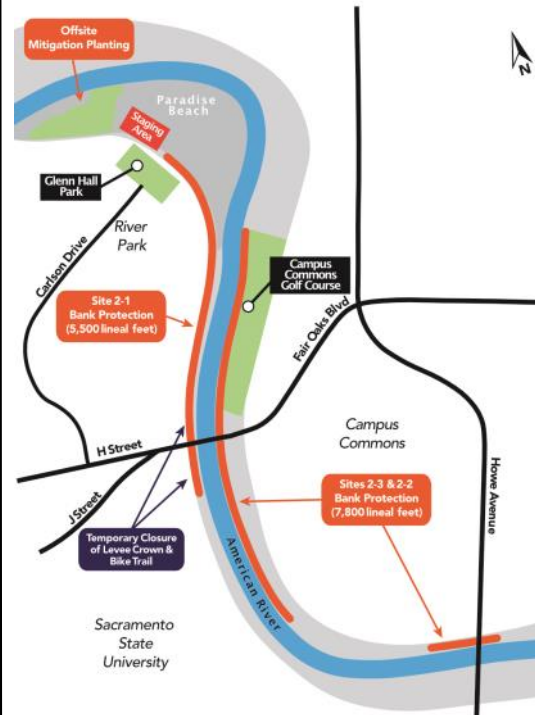 Offsite
Mitigation Planting
N
Paradise
Beach
Staging
Area
Glenn Hall
Park
River
Park
Carlson Drive
Campus
Commons
Golf Course
Site 2-1
Bank Protection
(5,500 lineal feet)
Fair Oaks Blvd
Campus
Commons
H Street
J Street
Howe Avenue
Sites 2-3 & 2-2
Bank Protection
(7,800 lineal feet)
Temporary Closure
of Levee Crown &
Bike Trail
American River
Sacramento
State
University